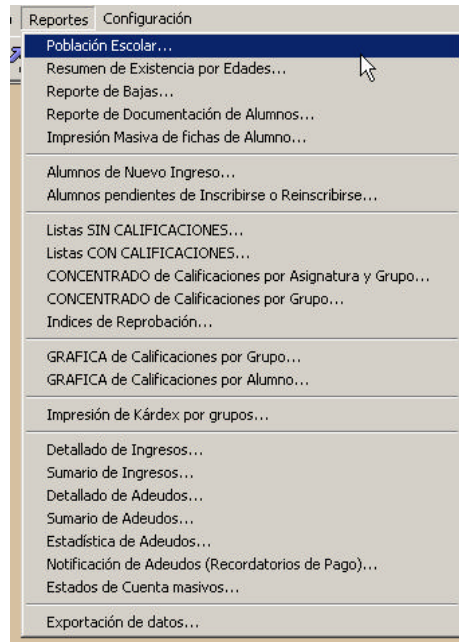 Reportes Configuración
Población Escolar...
Resumen de Existencia por Edades...
Reporte de Bajas...
Reporte de Documentación de Alumnos...
Impresión Masiva de fichas de Alumno...
Alumnos de Nuevo Ingreso...
Alumnos pendientes de Inscribirse o Reinscribirse...
Listas SIN CALIFICACIONES...
Listas CON CALIFICACIONES...
CONCENTRADO de Calificaciones por Asignatura y Grupo...
CONCENTRADO de Calificaciones por Grupo...
Indices de Reprobación...
GRAFICA de Calificaciones por Grupo...
GRAFICA de Calificaciones por Alumno...
Impresión de Kárdex por grupos...
Detallado de Ingresos...
Sumario de Ingresos...
Detallado de Adeudos...
Sumario de Adeudos...
Estadística de Adeudos...
Notificación de Adeudos (Recordatorios de Pago)...
Estados de Cuenta masivos...
Exportación de datos...